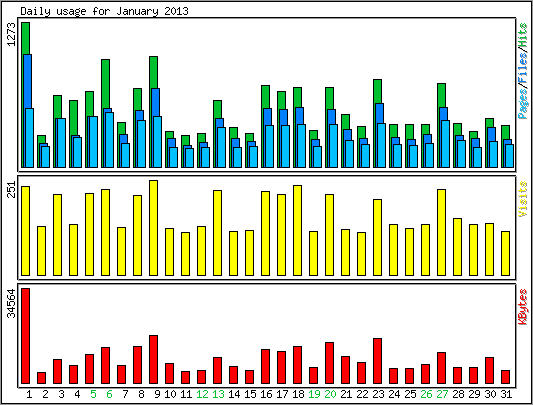 Daily usage for January 2013
1273
Pages/Files/Hits
251
Visits
34564
KBytes
1 2 3 4 5 6 7 8 9 10 11 12 13 14 15 16 17 18 19 20 21 22 23 24 25 26 27 28 29 30 31